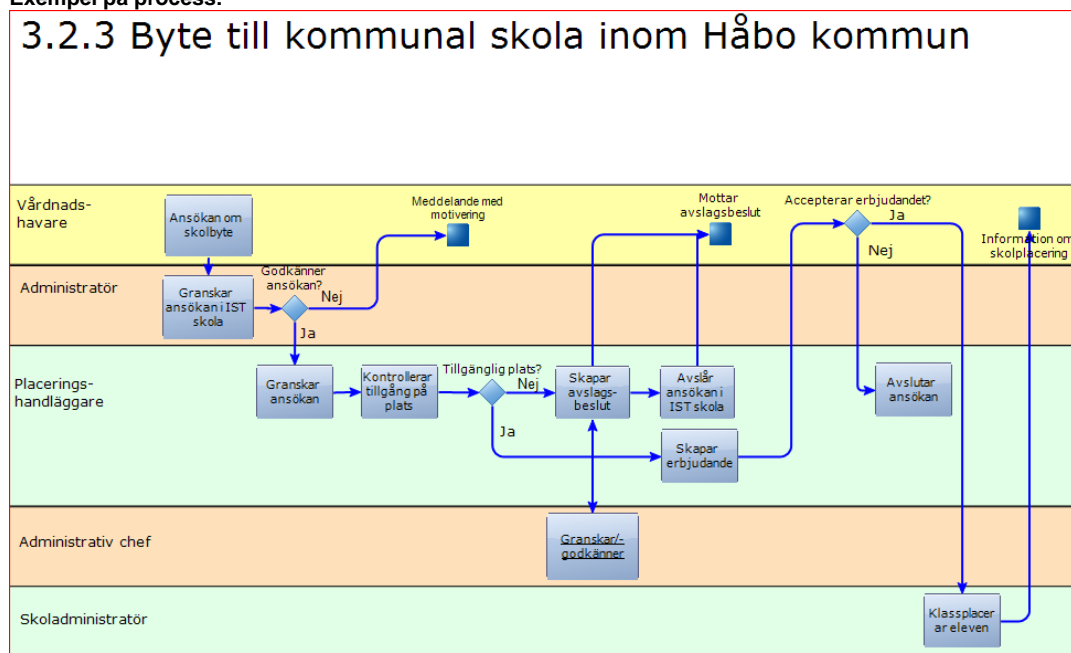 Exempel på process:
3.2.3 Byte till kommunal skola inom Håbo kommun
Vårdnads-
havare
Ansökan om
skolbyte
Meddelande med
motivering
Mottar
avslagsbeslut
Accepterar erbjudandet?
Ja
Nej
Information om
skolplacering
Administratör
Granskar
ansökan i IST
skola
Godkänner
ansökan?
Nej
Ja
Placerings-
handläggare
Granskar
ansökan
Kontrollerar
tillgång på
plats
Tillgänglig plats?
Nej
Ja
Skapar
avslags-
beslut
Avslår
ansökan i
IST skola
Skapar
erbjudande
Avslutar
ansökan
Administrativ chef
Granskar/-
godkänner
Skoladministratör
Klassplacer
ar eleven